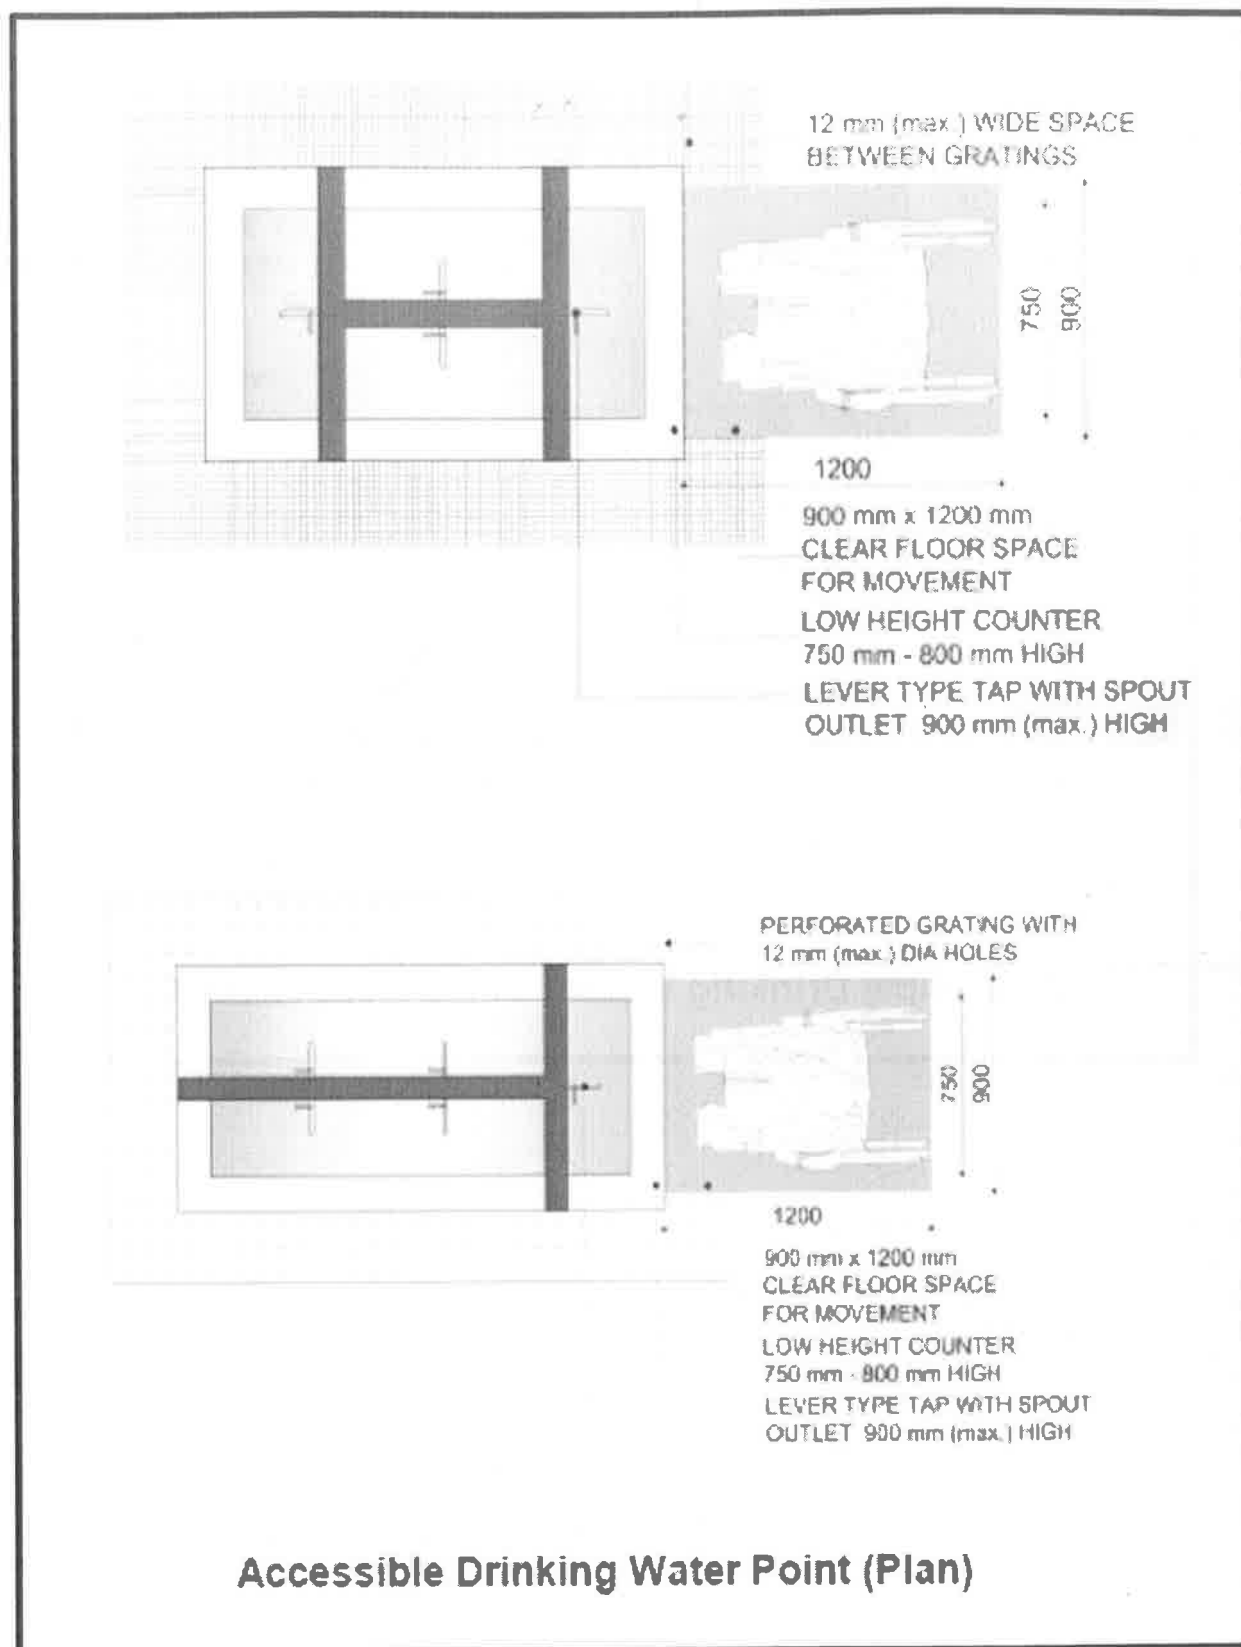 12 mm (max.) WIDE SPACE
BETWEEN GRATINGS
750
900
1200
900 mm x 1200 mm
CLEAR FLOOR SPACE
FOR MOVEMENT
LOW HEIGHT COUNTER
750 mm - 800 mm HIGH
LEVER TYPE TAP WITH SPOUT
OUTLET 900 mm (max.) HIGH
PERFORATED GRATING WITH
12 mm (max.) DIA HOLES
750
900
1200
900 mm x 1200 mm
CLEAR FLOOR SPACE
FOR MOVEMENT
LOW HEIGHT COUNTER
750 mm - 800 mm HIGH
LEVER TYPE TAP WITH SPOUT
OUTLET 900 mm (max.) HIGH
Accessible Drinking Water Point (Plan)